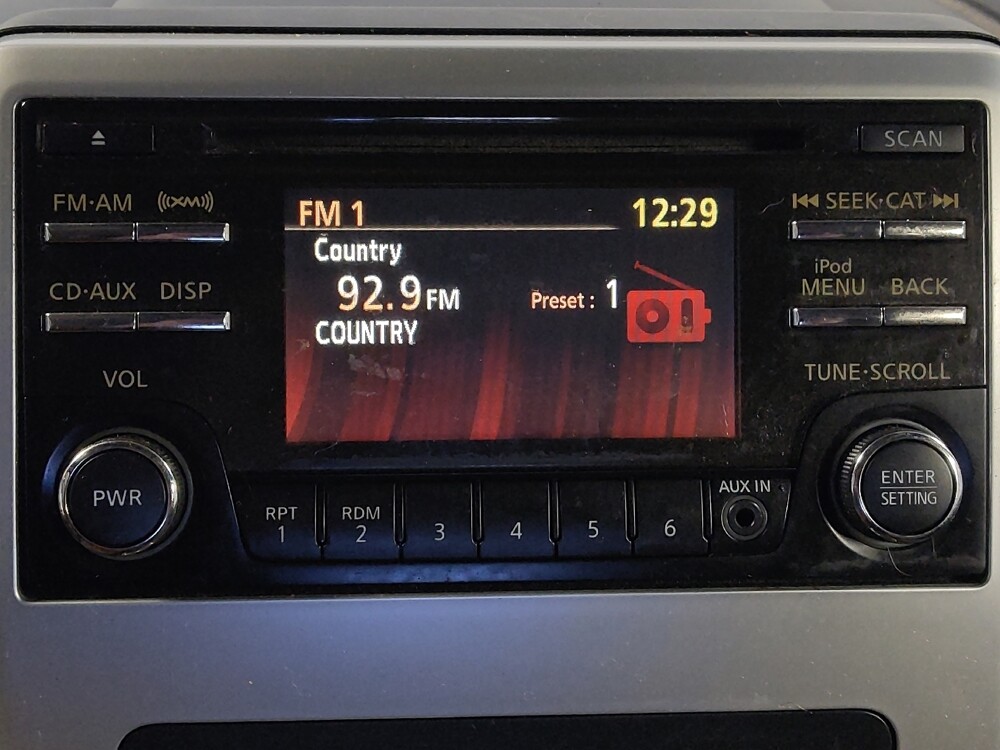 SCAN
FM·AM
((XM))
SEEK·CAT
CD·AUX
DISP
iPod
MENU
BACK
VOL
TUNE·SCROLL
FM 1
12:29
Country
92.9 FM
Preset : 1
COUNTRY
PWR
ENTER
SETTING
RPT
1
RDM
2
3
4
5
6
AUX IN